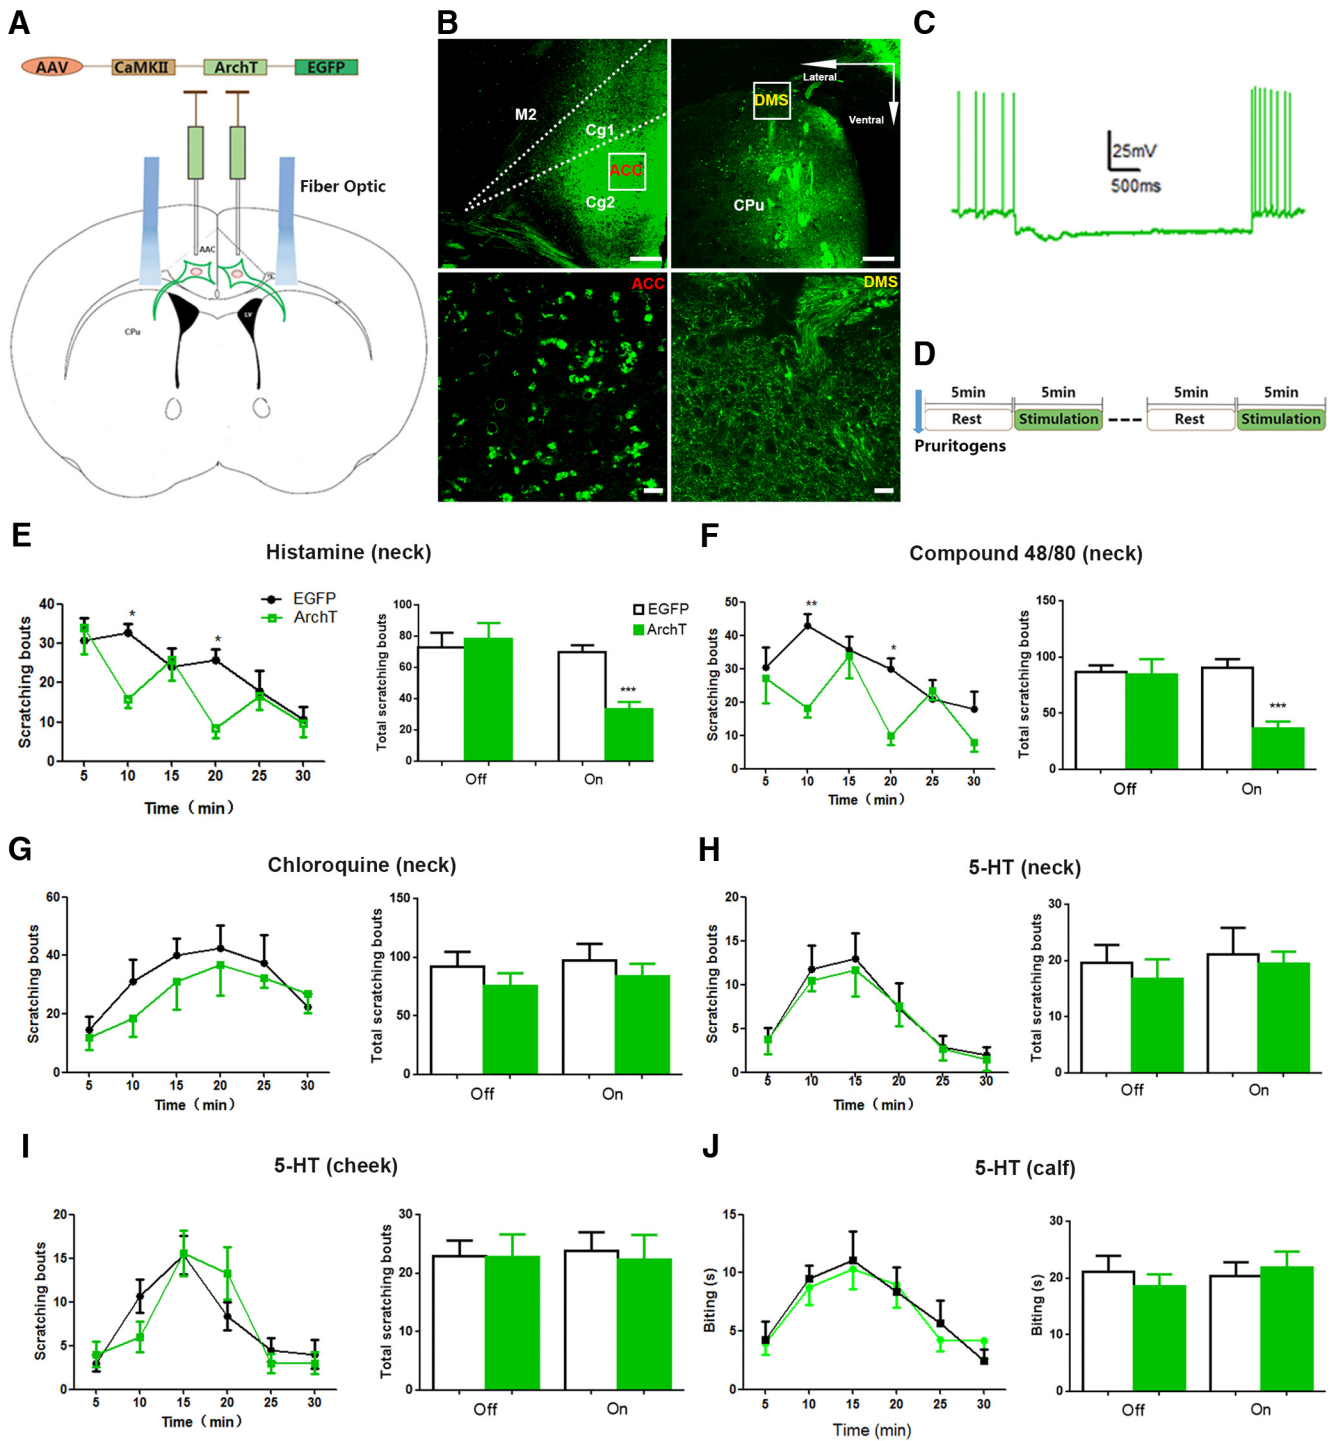 A
AAV
CaMKII
ArchT
EGFP
Fiber Optic
AAC
LV
CPu
B
M2
Cg1
ACC
Cg2
Lateral
DMS
Ventral
CPu
ACC
DMS
C
25mV
500ms
D
5min
5min
5min
5min
Rest
Stimulation
Rest
Stimulation
Pruritogens
E
Histamine (neck)
Scratching bouts
40
30
20
10
0
5
10
15
20
25
30
Time (min)
EGFP
ArchT
*
*
Total scratching bouts
100
80
60
40
20
0
Off
On
EGFP
ArchT
***
F
Compound 48/80 (neck)
Scratching bouts
50
40
30
20
10
0
5
10
15
20
25
30
Time (min)
**
*
Total scratching bouts
150
100
50
0
Off
On
***
G
Chloroquine (neck)
Scratching bouts
60
40
20
0
5
10
15
20
25
30
Time (min)
Total scratching bouts
150
100
50
0
Off
On
H
5-HT (neck)
Scratching bouts
20
15
10
5
0
5
10
15
20
25
30
Time (min)
Total scratching bouts
30
20
10
0
Off
On
I
5-HT (cheek)
Scratching bouts
20
15
10
5
0
5
10
15
20
25
30
Time (min)
Total scratching bouts
30
20
10
0
Off
On
J
5-HT (calf)
Biting (s)
15
10
5
0
5
10
15
20
25
30
Time (min)
Biting (s)
30
20
10
0
Off
On